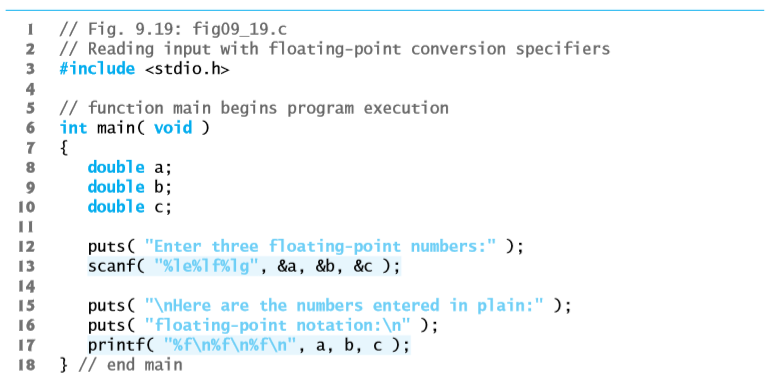 1 // Fig. 9.19: fig09_19.c
2 // Reading input with floating-point conversion specifiers
3 #include <stdio.h>
4
5 // function main begins program execution
6 int main( void )
7 {
8    double a;
9    double b;
10    double c;
11
12    puts( "Enter three floating-point numbers:" );
13    scanf( "%le%lf%lg", &a, &b, &c );
14
15    puts( "\nHere are the numbers entered in plain:" );
16    puts( "floating-point notation:\n" );
17    printf( "%f\n%f\n%f\n", a, b, c );
18 } // end main